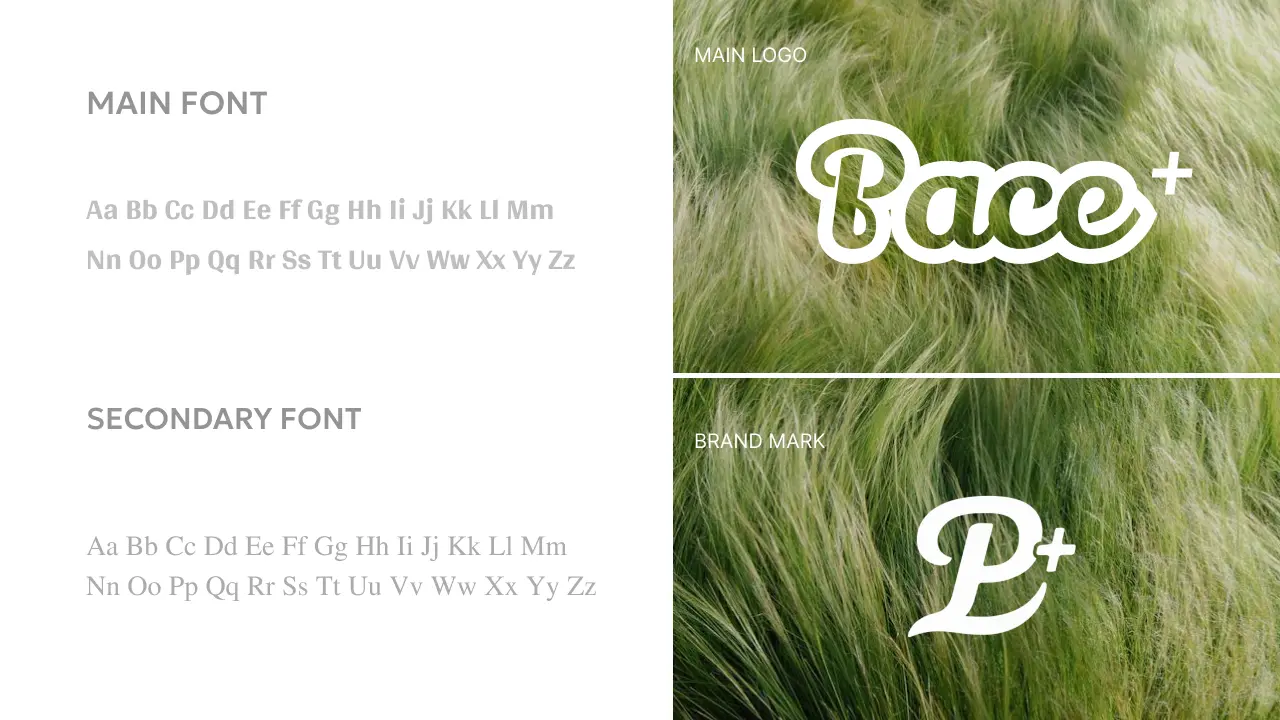 MAIN FONT
Aa Bb Cc Dd Ee Ff Gg Hh Ii Jj Kk Ll Mm
Nn Oo Pp Qq Rr Ss Tt Uu Vv Ww Xx Yy Zz
SECONDARY FONT
Aa Bb Cc Dd Ee Ff Gg Hh Ii Jj Kk Ll Mm
Nn Oo Pp Qq Rr Ss Tt Uu Vv Ww Xx Yy Zz
MAIN LOGO
Pace+
BRAND MARK
P+